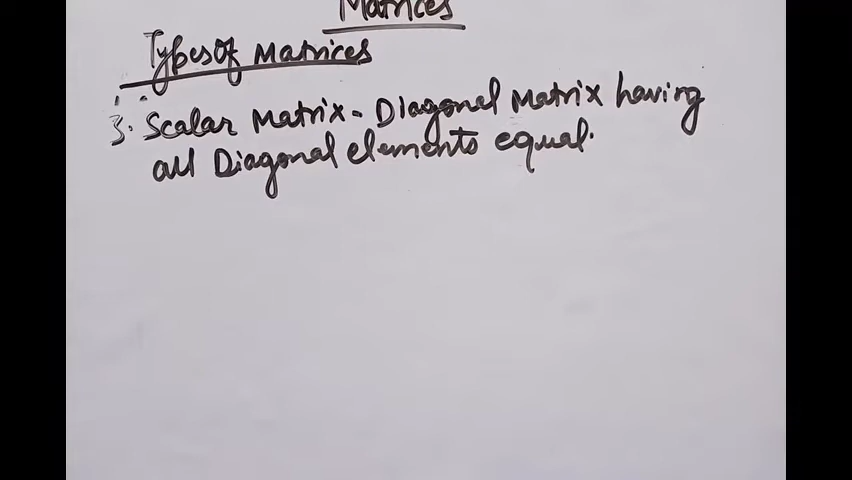 Matrices
Types of Matrices
3. Scalar Matrix - Diagonal Matrix having
all Diagonal elements equal.